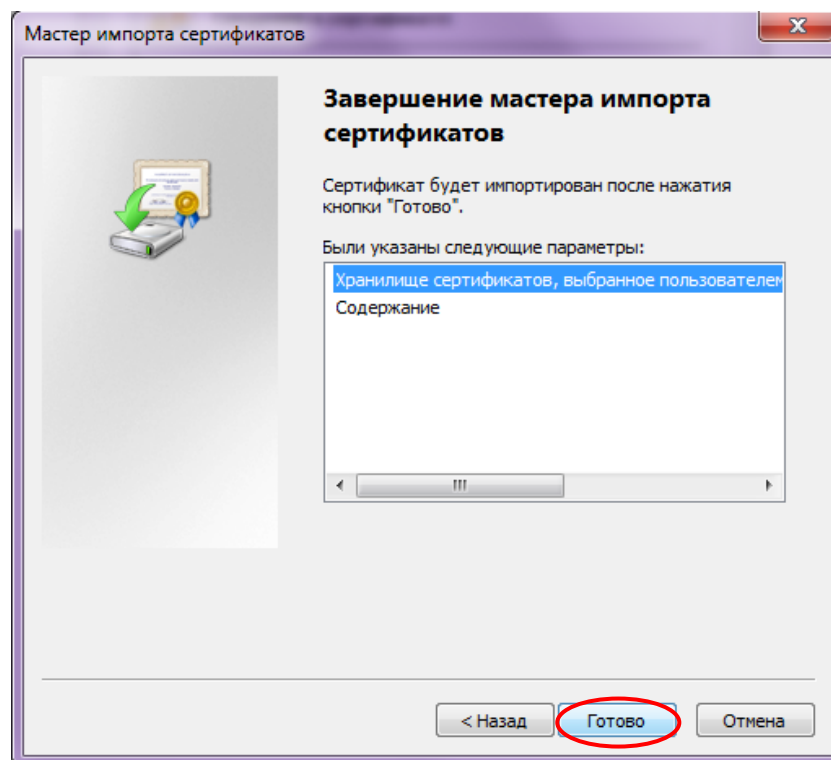 Мастер импорта сертификатов
Завершение мастера импорта
сертификатов
Сертификат будет импортирован после нажатия
кнопки "Готово".
Были указаны следующие параметры:
Хранилище сертификатов, выбранное пользователем
Содержание
< Назад
Готово
Отмена